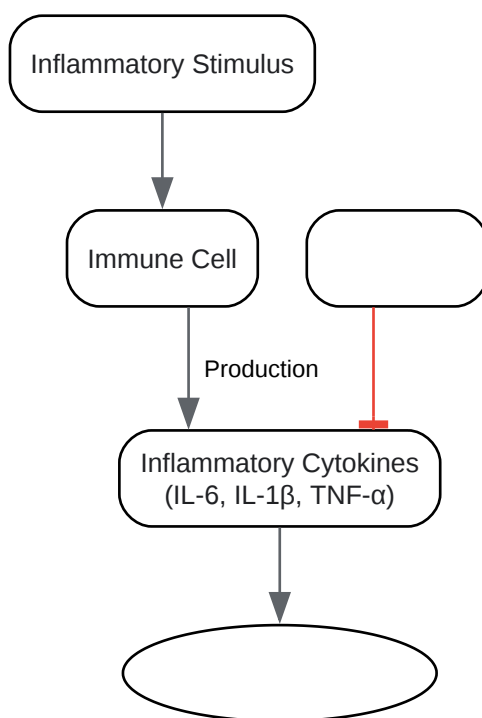 Inflammatory Stimulus
Immune Cell
Production
Inflammatory Cytokines
(IL-6, IL-1β, TNF-α)